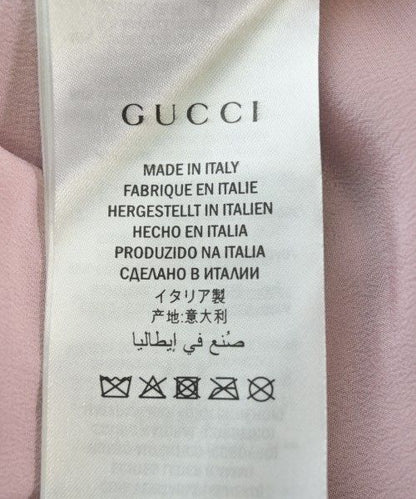 GUCCI
MADE IN ITALY
FABRIQUE EN ITALIE
HERGESTELLT IN ITALIEN
HECHO EN ITALIA
PRODUZIDO NA ITALIA
СДЕЛАНО В ИТАЛИИ
イタリア製
产地:意大利
صُنع في إيطاليا